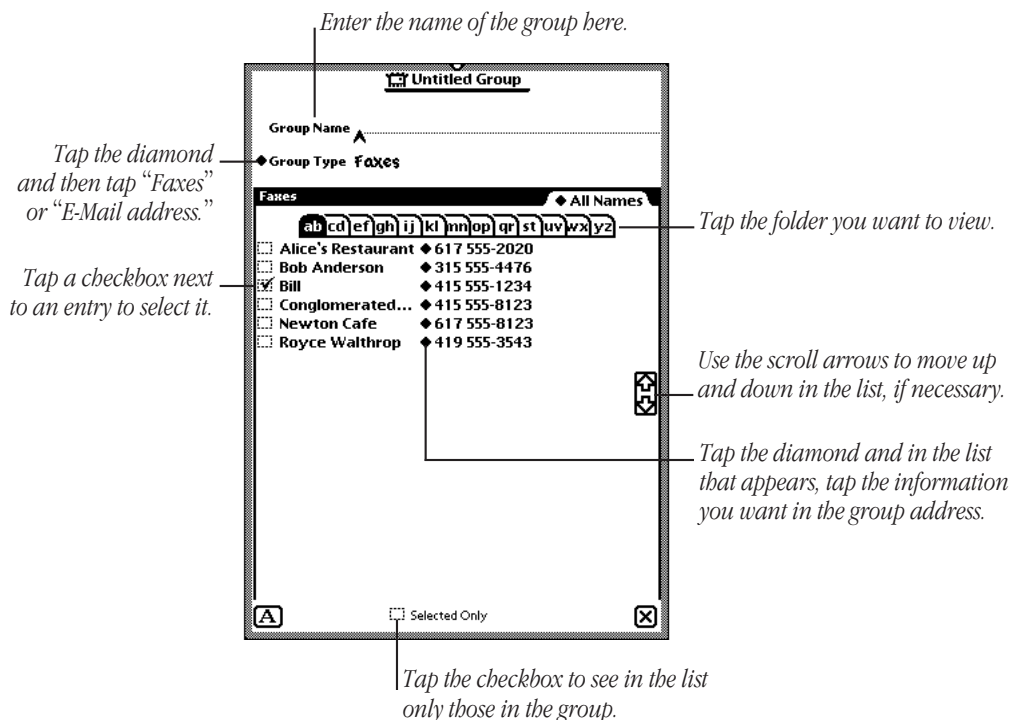 Enter the name of the group here.
Untitled Group
Group Name
Tap the diamond
and then tap “Faxes”
or “E-Mail address.”
◆Group Type Faxes
Faxes
◆ All Names
ab cd ef gh ij kl mn op qr st uv wx yz
Tap the folder you want to view.
Alice's Restaurant ◆ 617 555-2020
Bob Anderson ◆ 315 555-4476
Tap a checkbox next
to an entry to select it.
Bill ◆ 415 555-1234
Conglomerated... ◆ 415 555-8123
Newton Cafe ◆ 617 555-8123
Royce Walthrop ◆ 419 555-3543
Use the scroll arrows to move up
and down in the list, if necessary.
Tap the diamond and in the list
that appears, tap the information
you want in the group address.
A
Selected Only
Tap the checkbox to see in the list
only those in the group.